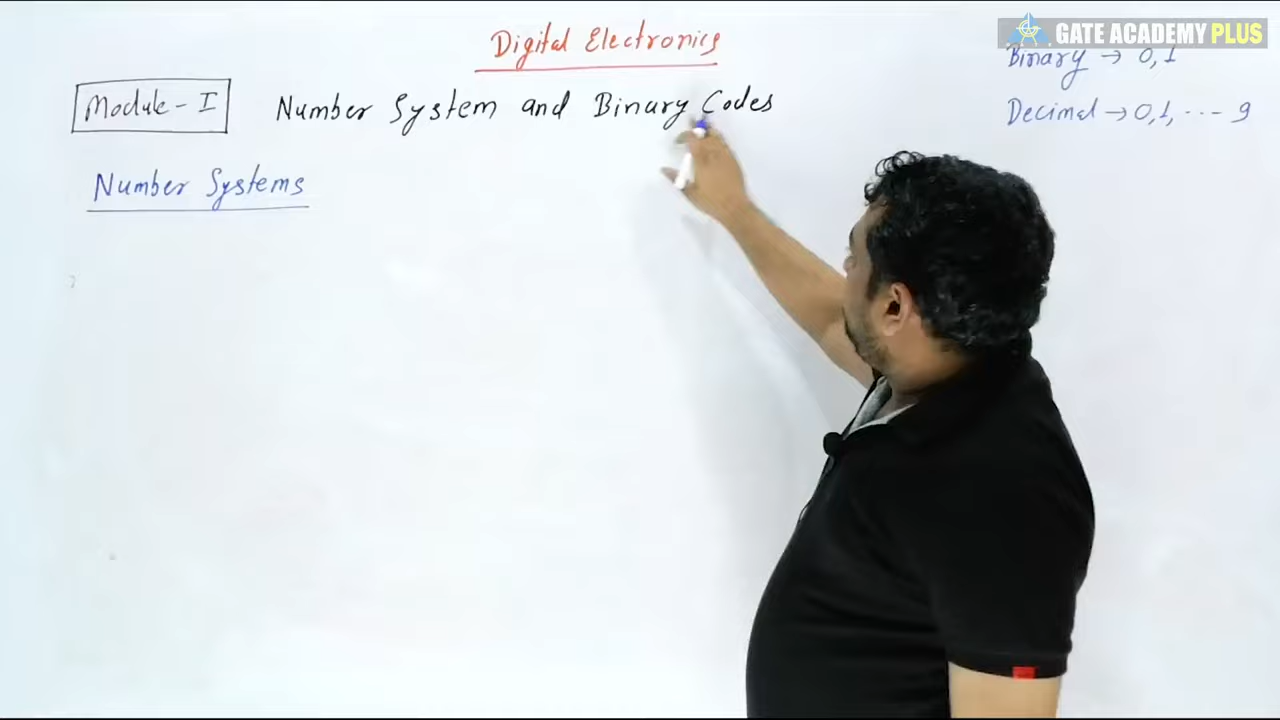 Digital Electronics
GATE ACADEMY PLUS
Binary → 0,1
Module - I Number System and Binary Codes
Decimal → 0,1, ... 9
Number Systems